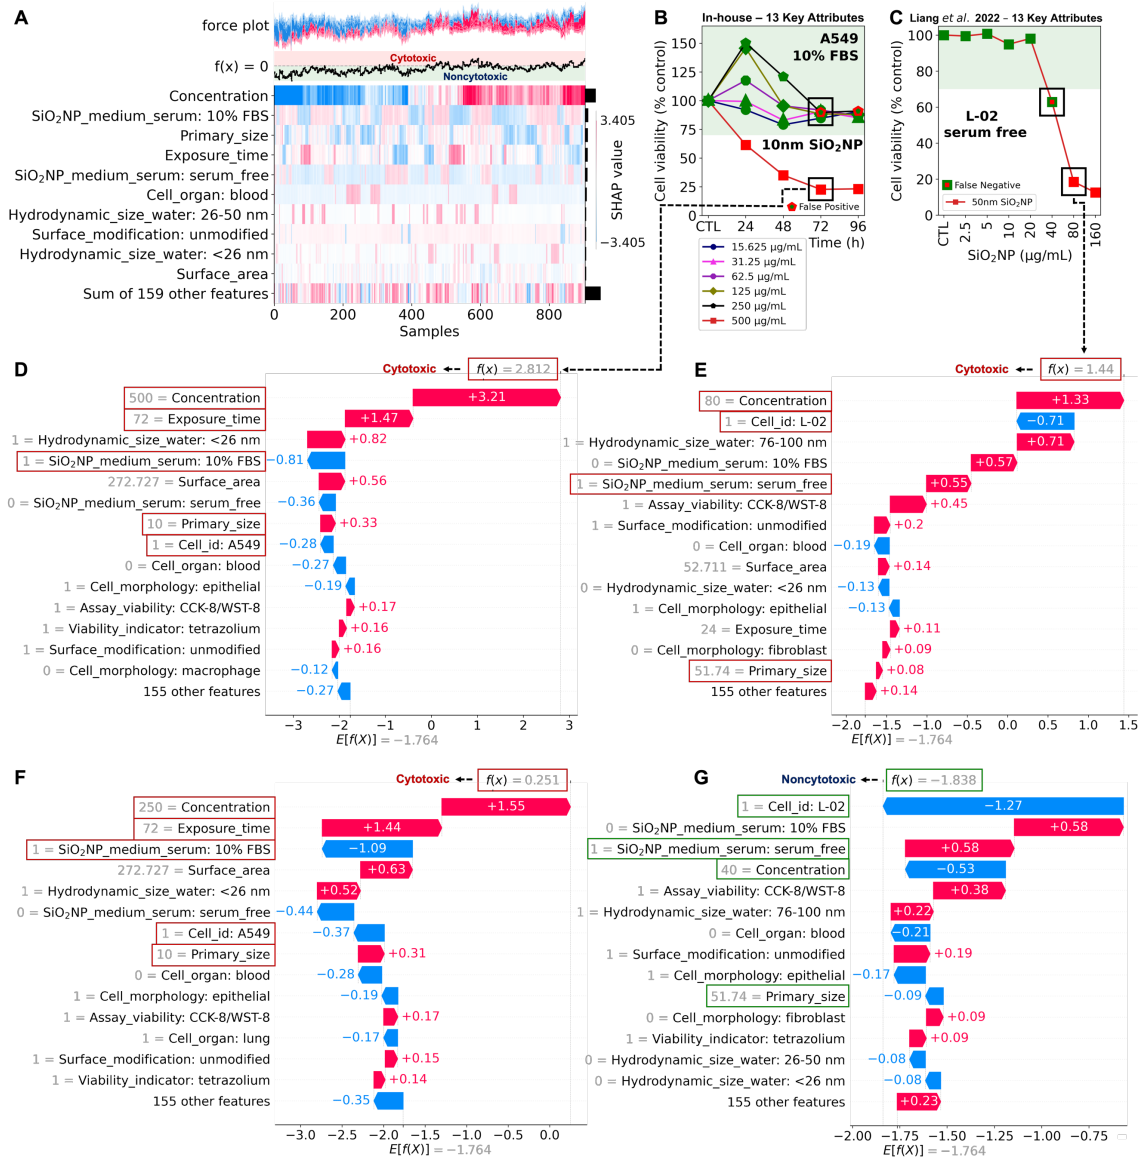 A
force plot
f(x) = 0
Cytotoxic
Noncytotoxic
Concentration
SiO₂NP_medium_serum: 10% FBS
Primary_size
Exposure_time
SiO₂NP_medium_serum: serum_free
Cell_organ: blood
Hydrodynamic_size_water: 26-50 nm
Surface_modification: unmodified
Hydrodynamic_size_water: <26 nm
Surface_area
Sum of 159 other features
0 200 400 600 800
Samples
3.405
SHAP value
−3.405
B
In-house – 13 Key Attributes
A549
10% FBS
10nm SiO₂NP
False Positive
Cell viability (% control)
150
125
100
75
50
25
0
CTL 24 48 72 96
Time (h)
15.625 µg/mL
31.25 µg/mL
62.5 µg/mL
125 µg/mL
250 µg/mL
500 µg/mL
C
Liang et al. 2022 – 13 Key Attributes
L-02
serum free
False Negative
50nm SiO₂NP
Cell viability (% control)
100
80
60
40
20
0
CTL 2.5 5 10 20 40 80 160
SiO₂NP (µg/mL)
D
Cytotoxic
f(x) = 2.812
500 = Concentration +3.21
72 = Exposure_time +1.47
1 = Hydrodynamic_size_water: <26 nm +0.82
1 = SiO₂NP_medium_serum: 10% FBS −0.81
272.727 = Surface_area +0.56
0 = SiO₂NP_medium_serum: serum_free −0.36
10 = Primary_size +0.33
1 = Cell_id: A549 −0.28
0 = Cell_organ: blood −0.27
1 = Cell_morphology: epithelial −0.19
1 = Assay_viability: CCK-8/WST-8 +0.17
1 = Viability_indicator: tetrazolium +0.16
1 = Surface_modification: unmodified +0.16
0 = Cell_morphology: macrophage −0.12
155 other features −0.27
−3 −2 −1 0 1 2 3
E[f(X)] = −1.764
E
Cytotoxic
f(x) = 1.44
80 = Concentration +1.33
1 = Cell_id: L-02 −0.71
1 = Hydrodynamic_size_water: 76-100 nm +0.71
0 = SiO₂NP_medium_serum: 10% FBS +0.57
1 = SiO₂NP_medium_serum: serum_free +0.55
1 = Assay_viability: CCK-8/WST-8 +0.45
1 = Surface_modification: unmodified +0.2
0 = Cell_organ: blood −0.19
52.711 = Surface_area +0.14
0 = Hydrodynamic_size_water: <26 nm −0.13
1 = Cell_morphology: epithelial −0.13
24 = Exposure_time +0.11
0 = Cell_morphology: fibroblast +0.09
51.74 = Primary_size +0.08
155 other features +0.14
−2.0 −1.5 −1.0 −0.5 0.0 0.5 1.0 1.5
E[f(X)] = −1.764
F
Cytotoxic
f(x) = 0.251
250 = Concentration +1.55
72 = Exposure_time +1.44
1 = SiO₂NP_medium_serum: 10% FBS −1.09
272.727 = Surface_area +0.63
1 = Hydrodynamic_size_water: <26 nm +0.52
0 = SiO₂NP_medium_serum: serum_free −0.44
1 = Cell_id: A549 −0.37
10 = Primary_size +0.31
0 = Cell_organ: blood −0.28
1 = Cell_morphology: epithelial −0.19
1 = Assay_viability: CCK-8/WST-8 +0.17
1 = Cell_organ: lung −0.17
1 = Surface_modification: unmodified +0.15
1 = Viability_indicator: tetrazolium +0.14
155 other features −0.35
−3.0 −2.5 −2.0 −1.5 −1.0 −0.5 0.0
E[f(X)] = −1.764
G
Noncytotoxic
f(x) = −1.838
1 = Cell_id: L-02 −1.27
0 = SiO₂NP_medium_serum: 10% FBS +0.58
1 = SiO₂NP_medium_serum: serum_free +0.58
40 = Concentration −0.53
1 = Assay_viability: CCK-8/WST-8 +0.38
1 = Hydrodynamic_size_water: 76-100 nm +0.22
0 = Cell_organ: blood −0.21
1 = Surface_modification: unmodified +0.19
1 = Cell_morphology: epithelial −0.17
51.74 = Primary_size −0.09
0 = Cell_morphology: fibroblast +0.09
1 = Viability_indicator: tetrazolium +0.09
0 = Hydrodynamic_size_water: 26-50 nm −0.08
0 = Hydrodynamic_size_water: <26 nm −0.08
155 other features +0.23
−2.00 −1.75 −1.50 −1.25 −1.00 −0.75
E[f(X)] = −1.764